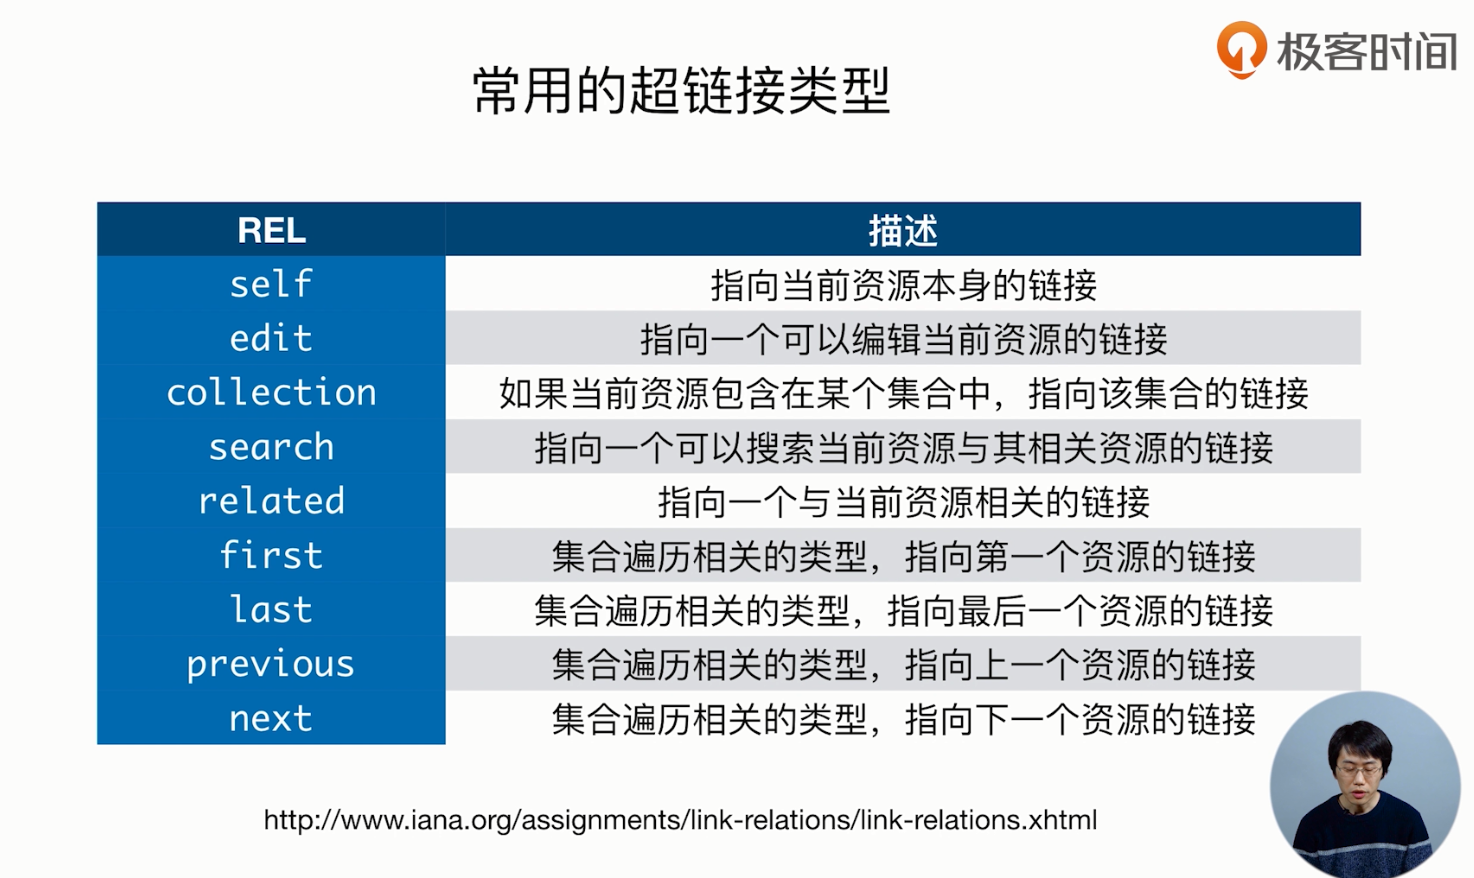 极客时间
常用的超链接类型
REL 描述
self 指向当前资源本身的链接
edit 指向一个可以编辑当前资源的链接
collection 如果当前资源包含在某个集合中，指向该集合的链接
search 指向一个可以搜索当前资源与其相关资源的链接
related 指向一个与当前资源相关的链接
first 集合遍历相关的类型，指向第一个资源的链接
last 集合遍历相关的类型，指向最后一个资源的链接
previous 集合遍历相关的类型，指向上一个资源的链接
next 集合遍历相关的类型，指向下一个资源的链接
http://www.iana.org/assignments/link-relations/link-relations.xhtml